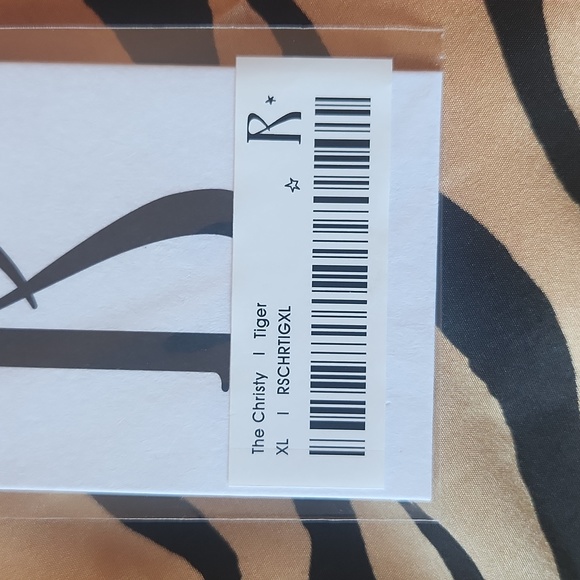 R
The Christy | Tiger
XL | RSCHRTIGXL
R